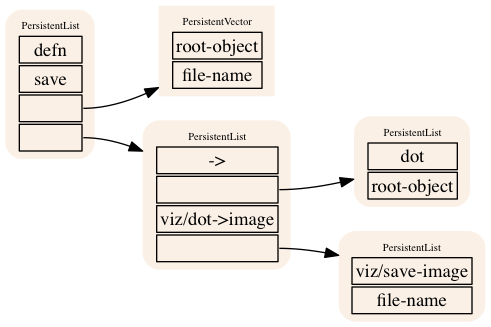 PersistentList
defn
save
PersistentVector
root-object
file-name
PersistentList
->
viz/dot->image
PersistentList
dot
root-object
PersistentList
viz/save-image
file-name